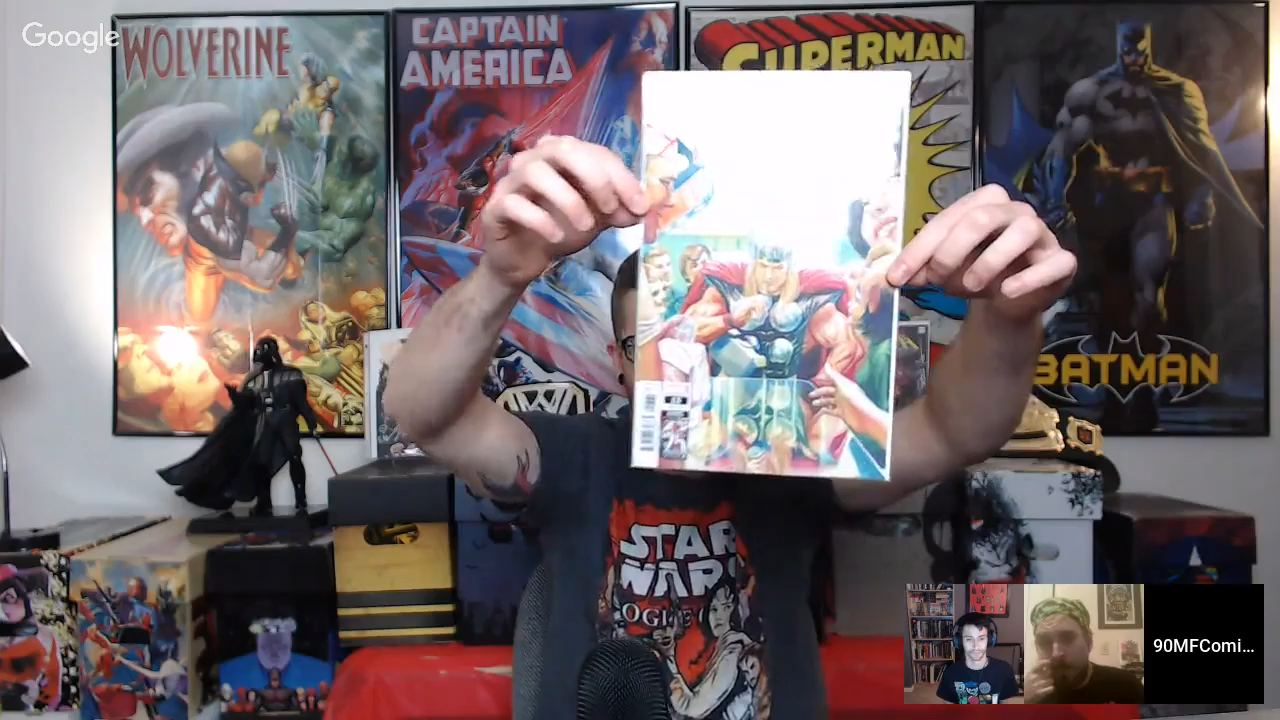 Google
WOLVERINE
CAPTAIN
AMERICA
SUPERMAN
BATMAN
STAR
WARS
90MFComi...